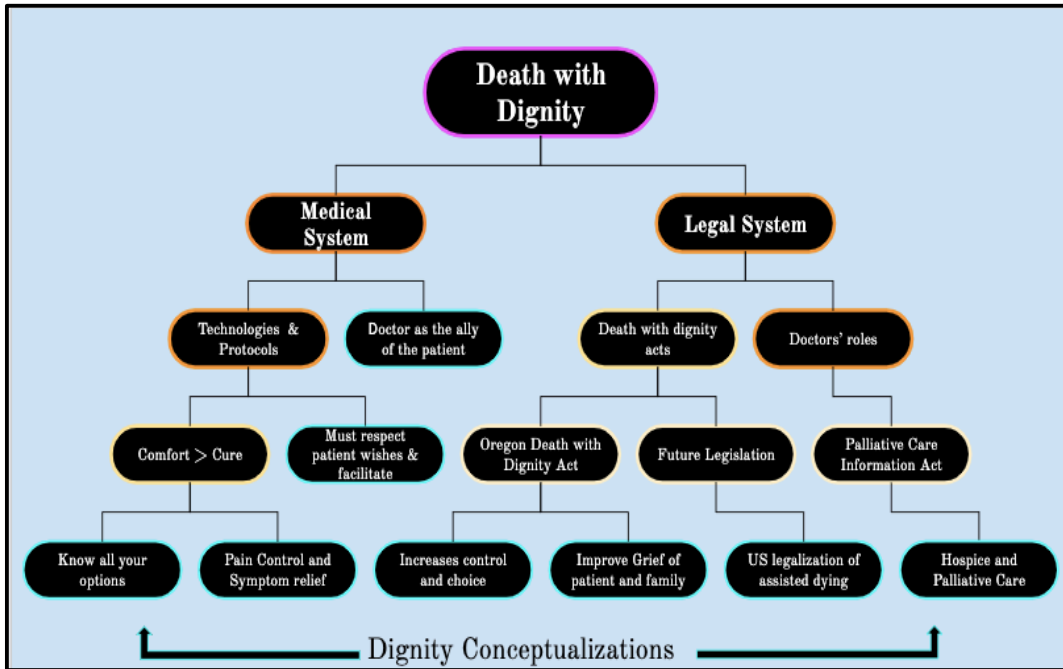 Death with
Dignity
Medical
System
Legal System
Technologies &
Protocols
Doctor as the ally
of the patient
Death with dignity
acts
Doctors' roles
Comfort > Cure
Must respect
patient wishes &
facilitate
Oregon Death with
Dignity Act
Future Legislation
Palliative Care
Information Act
Know all your
options
Pain Control and
Symptom relief
Increases control
and choice
Improve Grief of
patient and family
US legalization of
assisted dying
Hospice and
Palliative Care
Dignity Conceptualizations